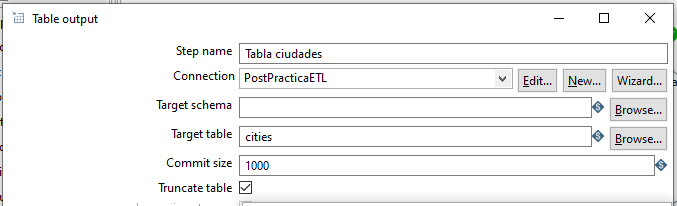 Table output
Step name Tabla ciudades
Connection PostPracticaETL Edit... New... Wizard...
Target schema Browse...
Target table cities Browse...
Commit size 1000
Truncate table